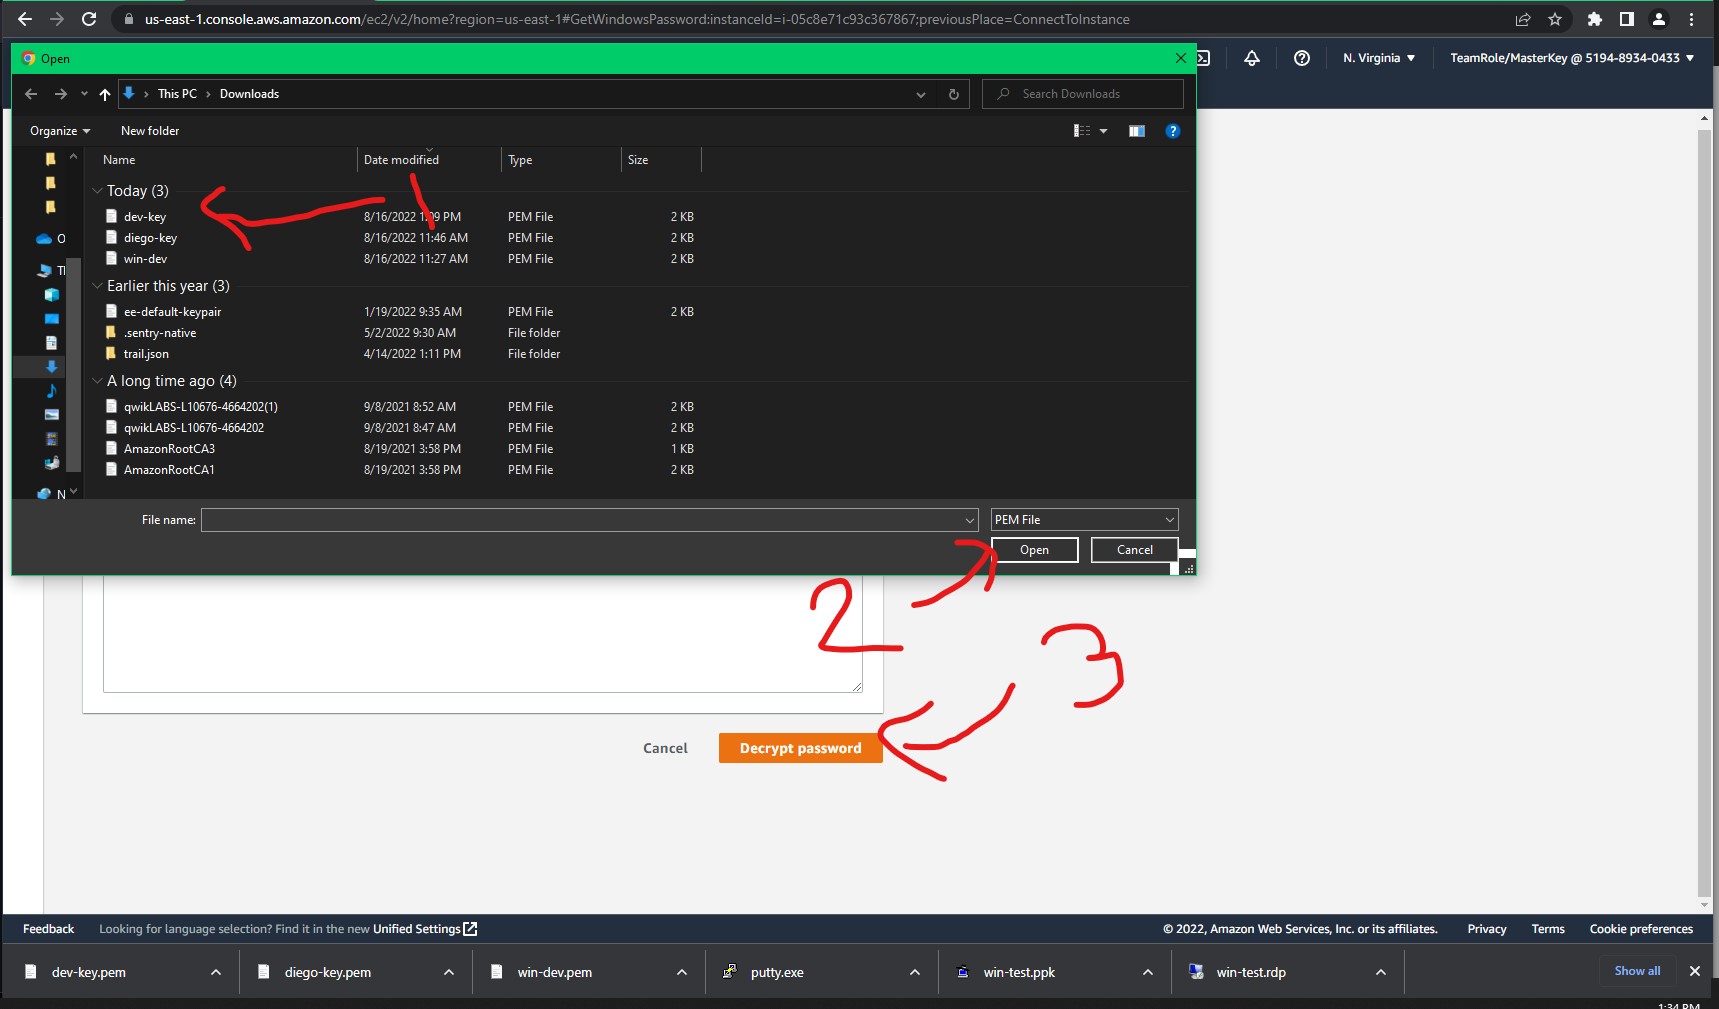 us-east-1.console.aws.amazon.com/ec2/v2/home?region=us-east-1#GetWindowsPassword:instanceId=i-05c8e71c93c367867;previousPlace=ConnectToInstance
Open
N. Virginia
TeamRole/MasterKey @ 5194-8934-0433
This PC > Downloads
Search Downloads
Organize
New folder
Name Date modified Type Size
Today (3)
1
dev-key 8/16/2022 1:09 PM PEM File 2 KB
diego-key 8/16/2022 11:46 AM PEM File 2 KB
win-dev 8/16/2022 11:27 AM PEM File 2 KB
Earlier this year (3)
ee-default-keypair 1/19/2022 9:35 AM PEM File 2 KB
.sentry-native 5/2/2022 9:30 AM File folder
trail.json 4/14/2022 1:11 PM File folder
A long time ago (4)
qwikLABS-L10676-4664202(1) 9/8/2021 8:52 AM PEM File 2 KB
qwikLABS-L10676-4664202 9/8/2021 8:47 AM PEM File 2 KB
AmazonRootCA3 8/19/2021 3:58 PM PEM File 1 KB
AmazonRootCA1 8/19/2021 3:58 PM PEM File 2 KB
File name:
PEM File
Open
Cancel
2
3
Cancel
Decrypt password
Feedback
Looking for language selection? Find it in the new Unified Settings
© 2022, Amazon Web Services, Inc. or its affiliates.
Privacy
Terms
Cookie preferences
dev-key.pem
diego-key.pem
win-dev.pem
putty.exe
win-test.ppk
win-test.rdp
Show all
1:34 PM